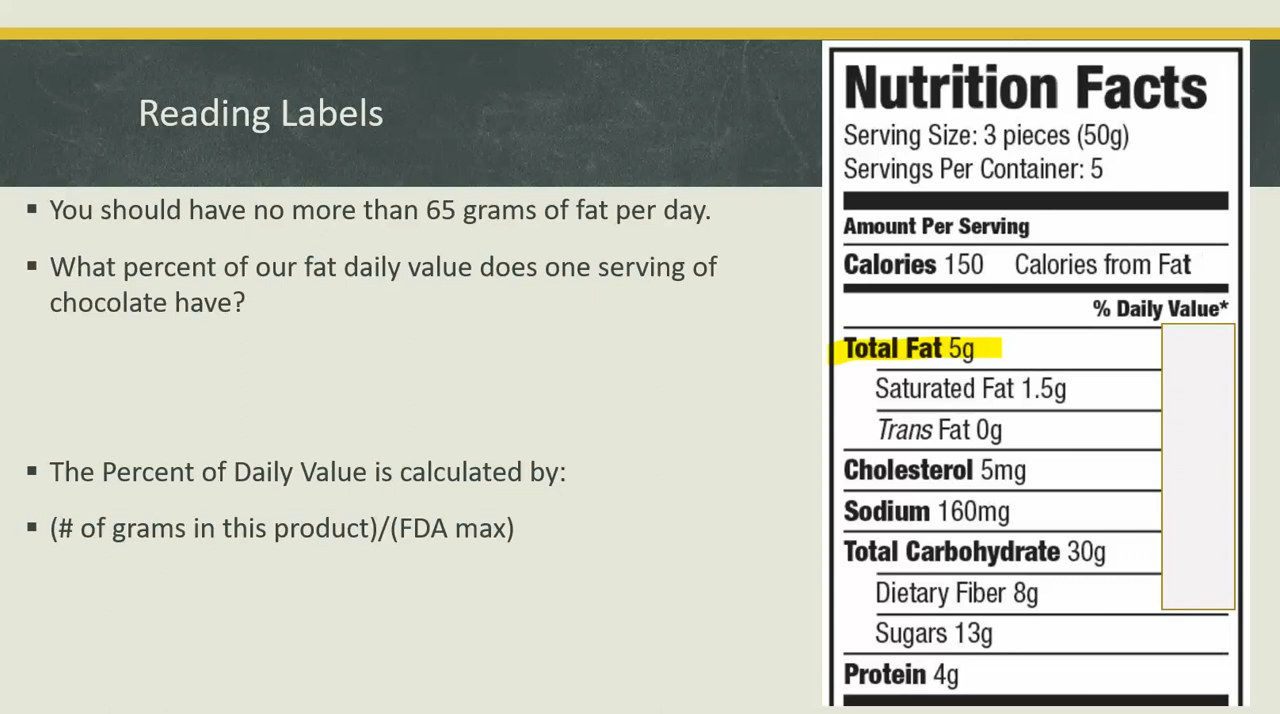 Reading Labels
▪ You should have no more than 65 grams of fat per day.
▪ What percent of our fat daily value does one serving of
chocolate have?
▪ The Percent of Daily Value is calculated by:
▪ (# of grams in this product)/(FDA max)
Nutrition Facts
Serving Size: 3 pieces (50g)
Servings Per Container: 5
Amount Per Serving
Calories 150 Calories from Fat
% Daily Value*
Total Fat 5g
Saturated Fat 1.5g
Trans Fat 0g
Cholesterol 5mg
Sodium 160mg
Total Carbohydrate 30g
Dietary Fiber 8g
Sugars 13g
Protein 4g